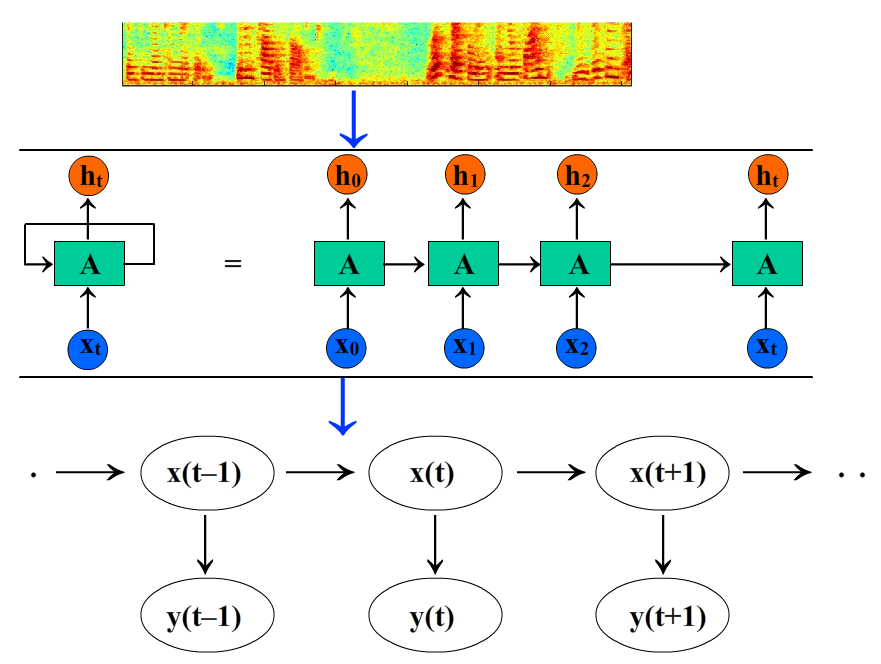 hₜ h₀ h₁ h₂ hₜ
A = A A A A
xₜ x₀ x₁ x₂ xₜ
. x(t–1) x(t) x(t+1) . .
y(t–1) y(t) y(t+1)